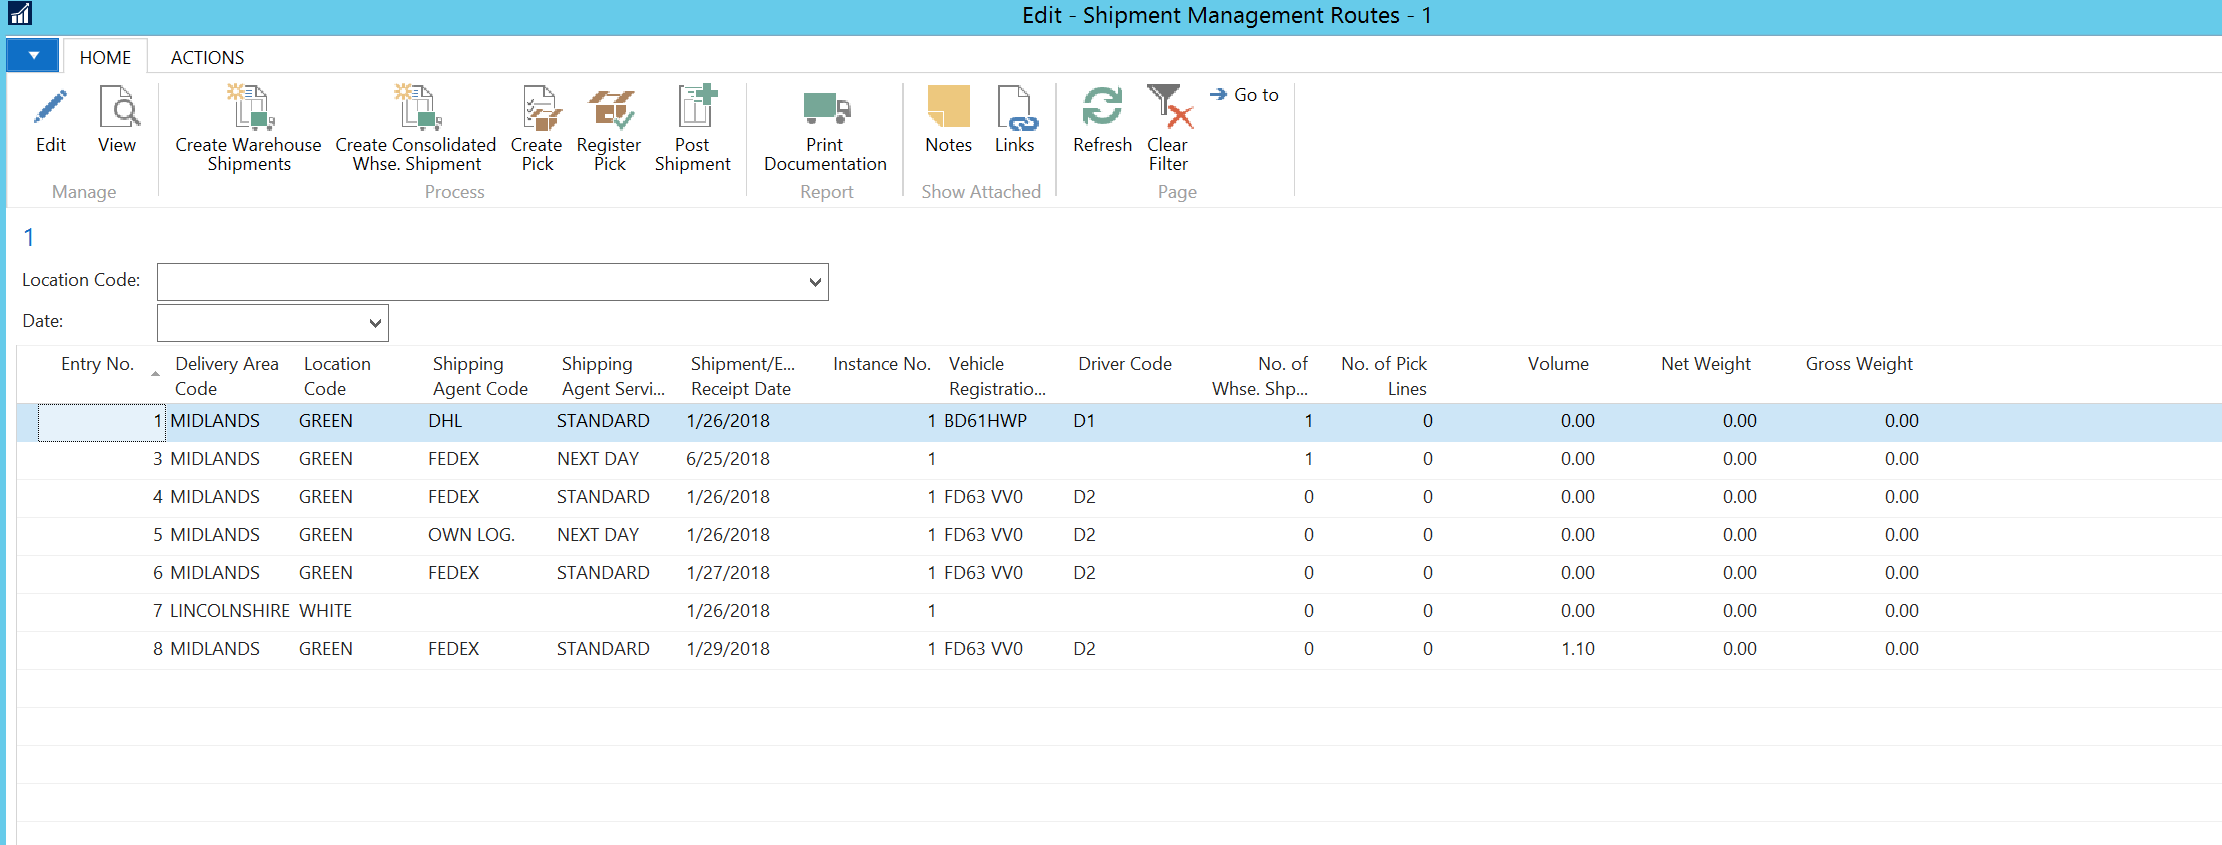 Edit - Shipment Management Routes - 1
HOME ACTIONS
Edit View Create Warehouse Shipments Create Consolidated Whse. Shipment Create Pick Register Pick Post Shipment Print Documentation Notes Links Refresh Clear Filter Go to
Manage Process Report Show Attached Page
1
Location Code:
Date:
Entry No. Delivery Area Code Location Code Shipping Agent Code Shipping Agent Servi... Shipment/E... Receipt Date Instance No. Vehicle Registratio... Driver Code No. of Whse. Shp... No. of Pick Lines Volume Net Weight Gross Weight
1 MIDLANDS GREEN DHL STANDARD 1/26/2018 1 BD61HWP D1 1 0 0.00 0.00 0.00
3 MIDLANDS GREEN FEDEX NEXT DAY 6/25/2018 1 1 0 0.00 0.00 0.00
4 MIDLANDS GREEN FEDEX STANDARD 1/26/2018 1 FD63 VV0 D2 0 0 0.00 0.00 0.00
5 MIDLANDS GREEN OWN LOG. NEXT DAY 1/26/2018 1 FD63 VV0 D2 0 0 0.00 0.00 0.00
6 MIDLANDS GREEN FEDEX STANDARD 1/27/2018 1 FD63 VV0 D2 0 0 0.00 0.00 0.00
7 LINCOLNSHIRE WHITE 1/26/2018 1 0 0 0.00 0.00 0.00
8 MIDLANDS GREEN FEDEX STANDARD 1/29/2018 1 FD63 VV0 D2 0 0 1.10 0.00 0.00